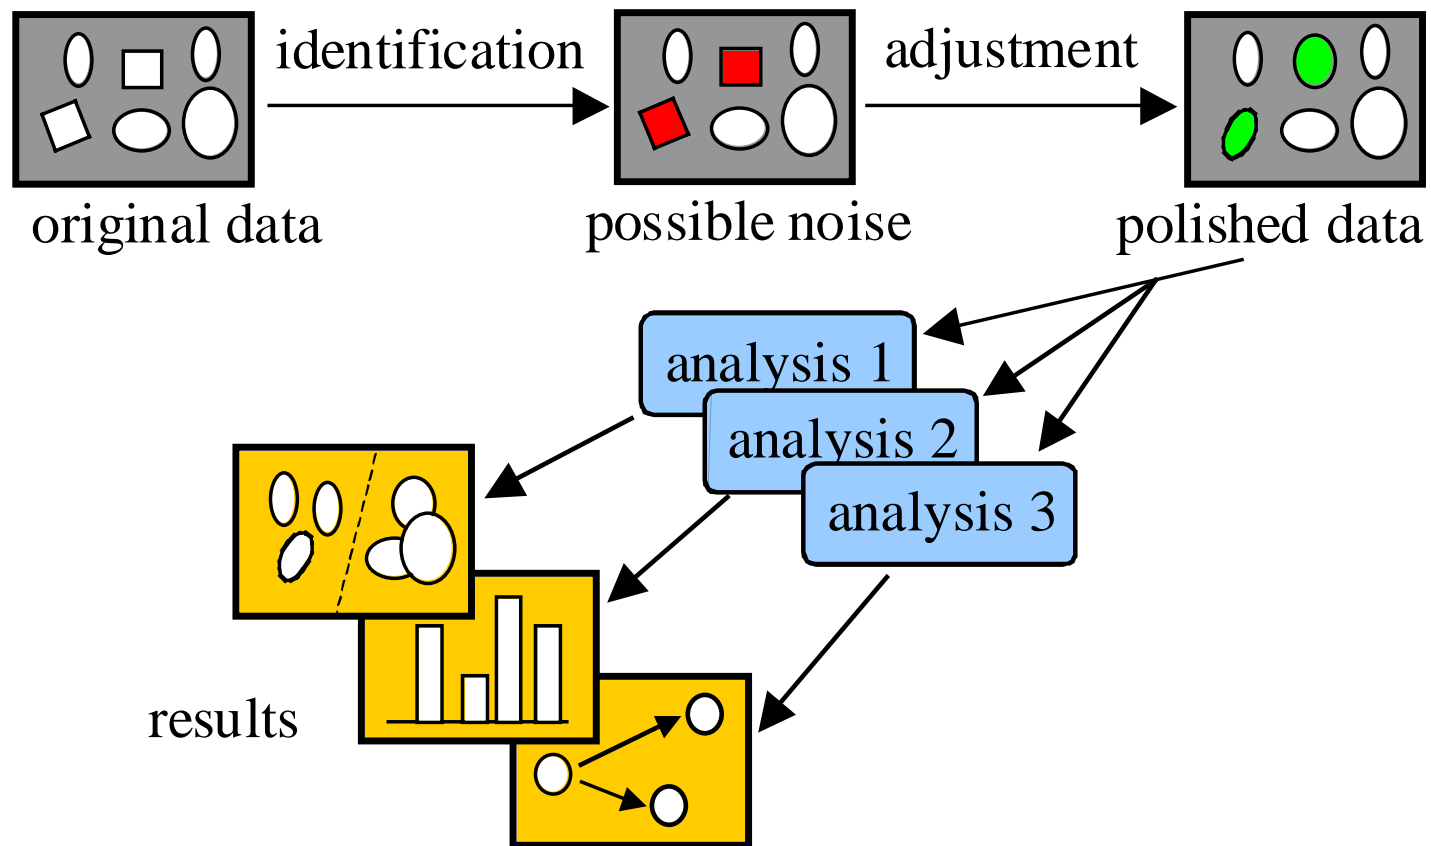 identification
adjustment
original data
possible noise
polished data
analysis 1
analysis 2
analysis 3
results